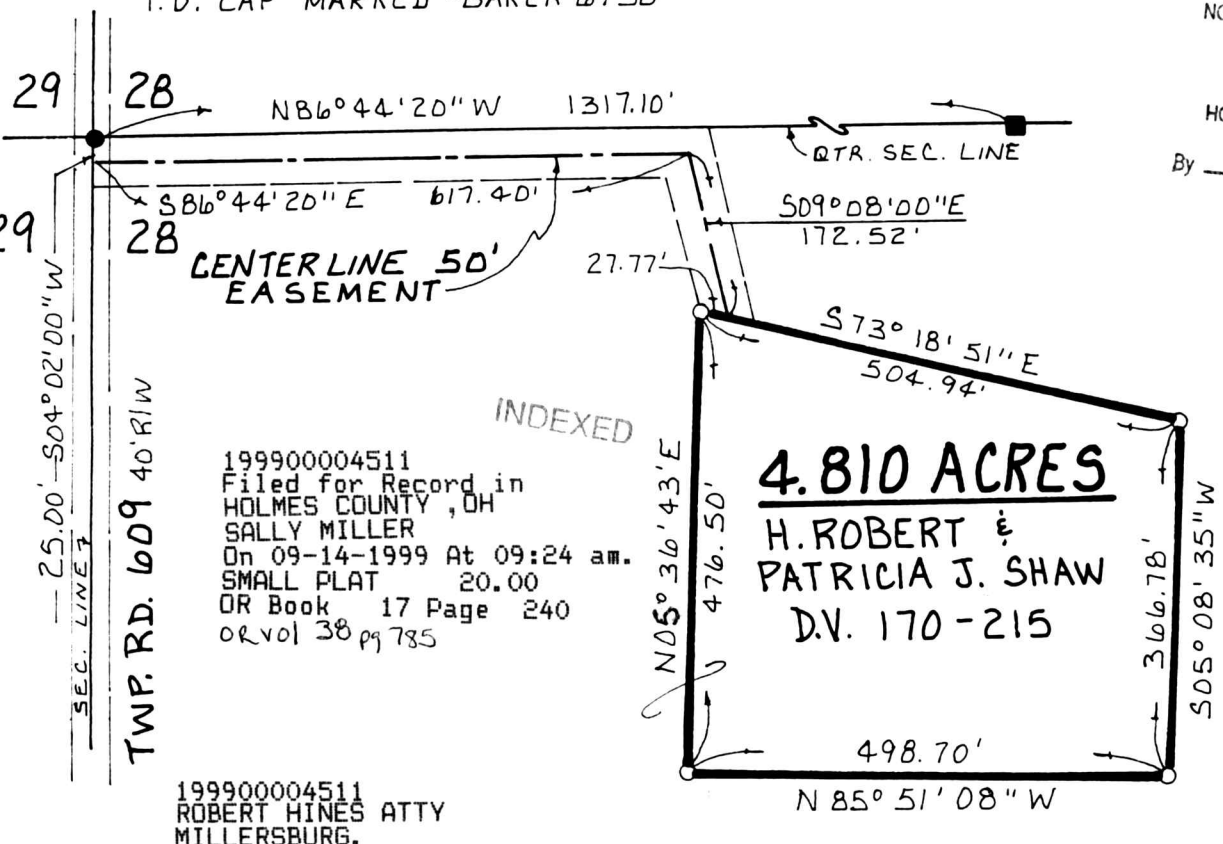 I.D. CAP MARKED "BAKER 6938"
NO
29
28
N86°44'20"W 1317.10'
HO
QTR. SEC. LINE
By
S86°44'20"E 617.40'
29
28
S09°08'00"E
172.52'
CENTERLINE 50'
EASEMENT
27.77'
25.00' S04°02'00"W
S73°18'51"E
504.94'
SEC. LINE
TWP. RD. 609 40'R/W
INDEXED
199900004511
Filed for Record in
HOLMES COUNTY ,OH
SALLY MILLER
On 09-14-1999 At 09:24 am.
SMALL PLAT 20.00
OR Book 17 Page 240
OR Vol 38 pg 785
N05°36'43"E
476.50'
4.810 ACRES
H. ROBERT &
PATRICIA J. SHAW
D.V. 170-215
366.78'
S05°08'35"W
498.70'
N85°51'08"W
199900004511
ROBERT HINES ATTY
MILLERSBURG.